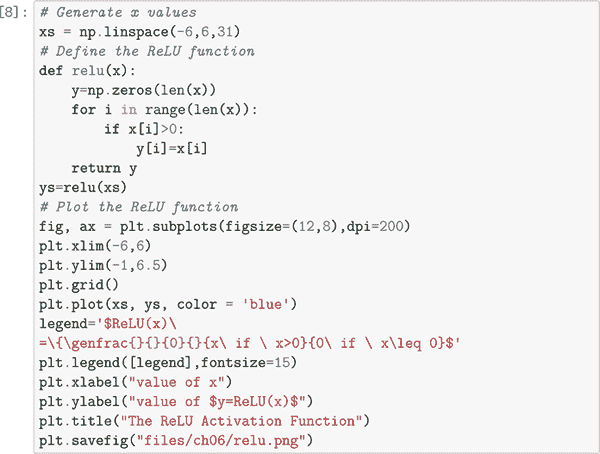 [8]: # Generate x values
xs = np.linspace(-6,6,31)
# Define the ReLU function
def relu(x):
    y=np.zeros(len(x))
    for i in range(len(x)):
        if x[i]>0:
            y[i]=x[i]
    return y
ys=relu(xs)
# Plot the ReLU function
fig, ax = plt.subplots(figsize=(12,8),dpi=200)
plt.xlim(-6,6)
plt.ylim(-1,6.5)
plt.grid()
plt.plot(xs, ys, color = 'blue')
legend='$ReLU(x)\
=\{\genfrac{}{}{0}{}{x\ if \ x>0}{0\ if \ x\leq 0}$'
plt.legend([legend],fontsize=15)
plt.xlabel("value of x")
plt.ylabel("value of $y=ReLU(x)$")
plt.title("The ReLU Activation Function")
plt.savefig("files/ch06/relu.png")